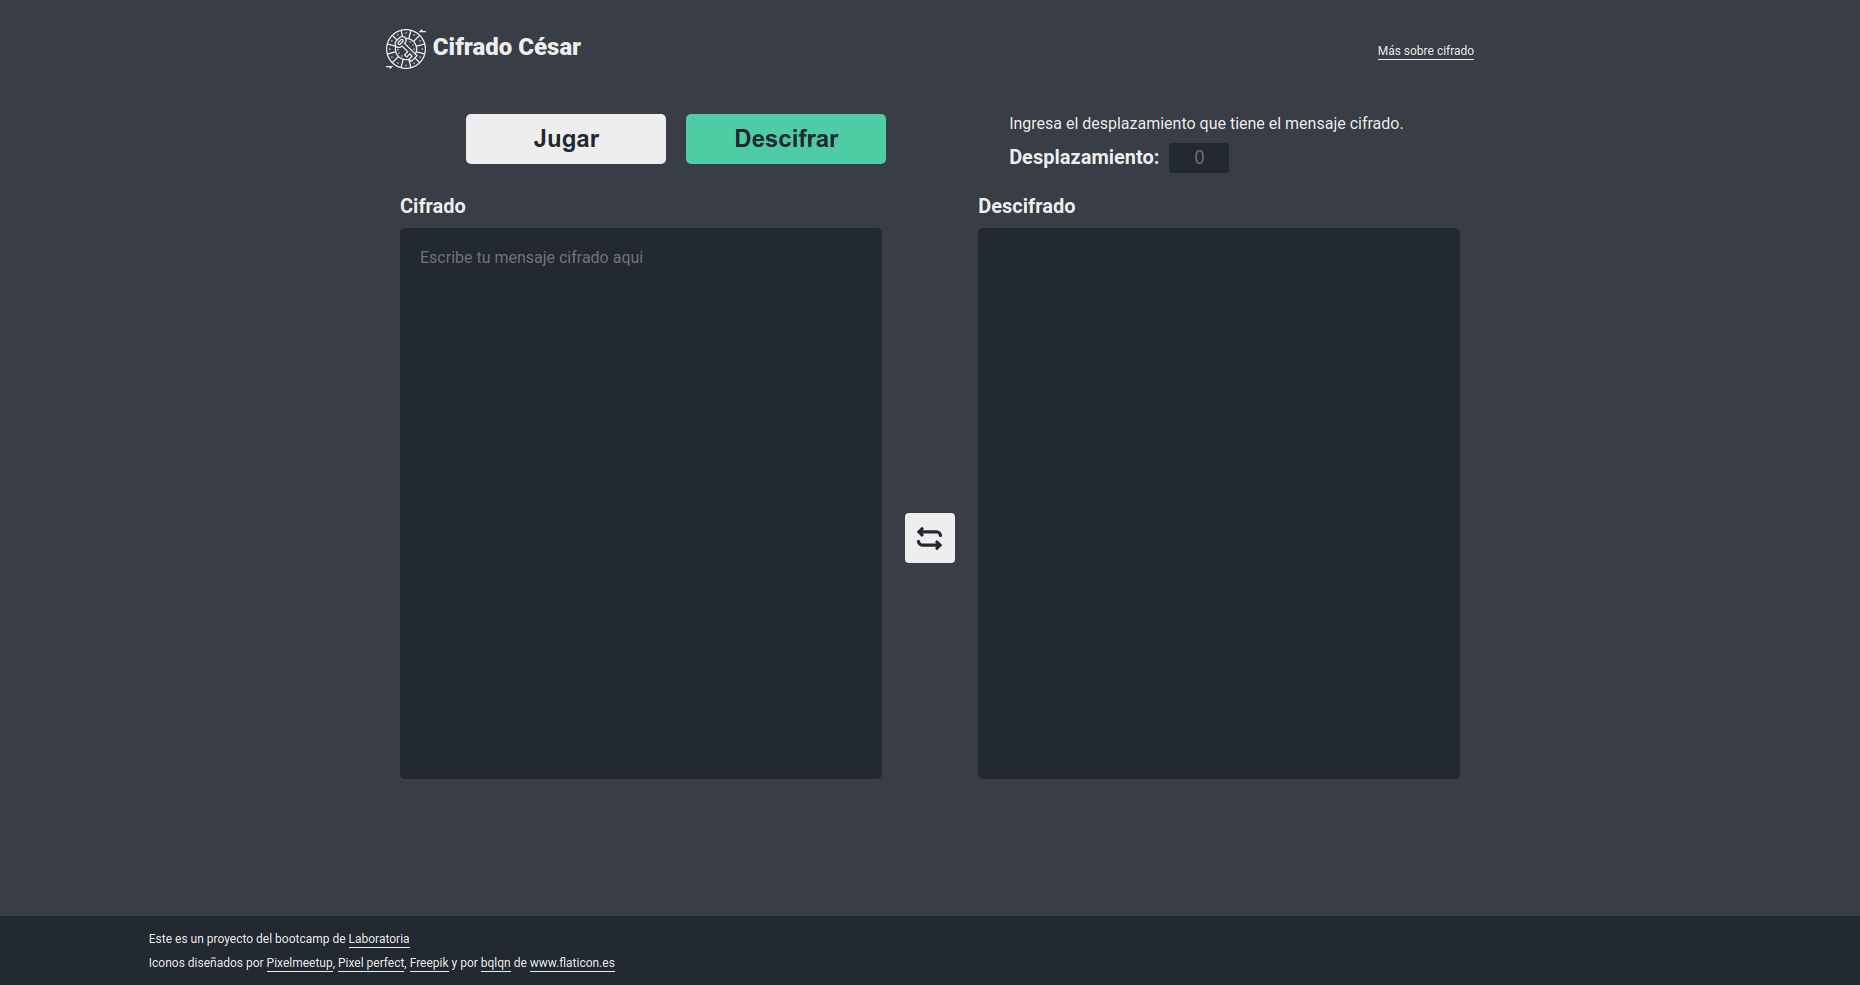 Cifrado César
Más sobre cifrado
Jugar
Descifrar
Ingresa el desplazamiento que tiene el mensaje cifrado.
Desplazamiento: 0
Cifrado
Descifrado
Escribe tu mensaje cifrado aqui
Este es un proyecto del bootcamp de Laboratoria
Iconos diseñados por Pixelmeetup, Pixel perfect, Freepik y por bqlqn de www.flaticon.es